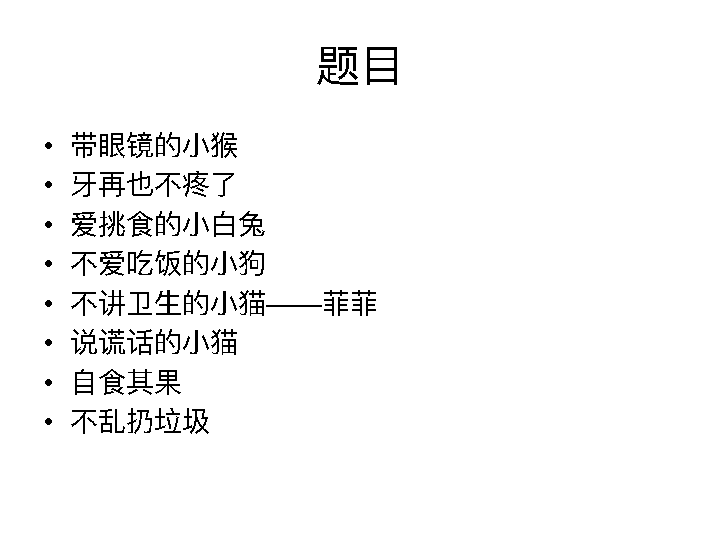 题目
• 带眼镜的小猴
• 牙再也不疼了
• 爱挑食的小白兔
• 不爱吃饭的小狗
• 不讲卫生的小猫——菲菲
• 说谎话的小猫
• 自食其果
• 不乱扔垃圾